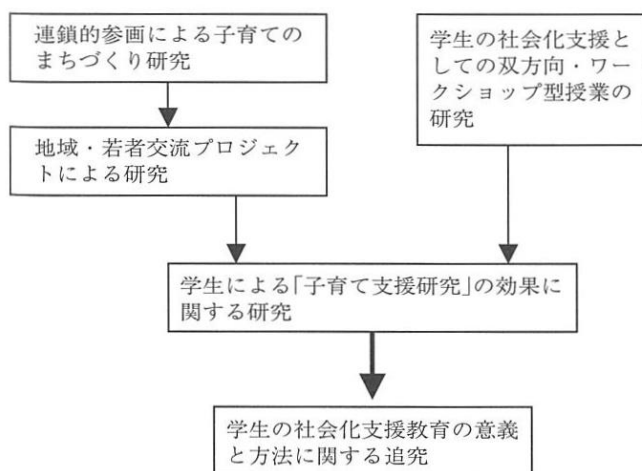 連鎖的参画による子育ての
まちづくり研究
学生の社会化支援と
しての双方向・ワー
クショップ型授業の
研究
地域・若者交流プロジェク
トによる研究
学生による「子育て支援研究」の効果に
関する研究
学生の社会化支援教育の意義
と方法に関する追究